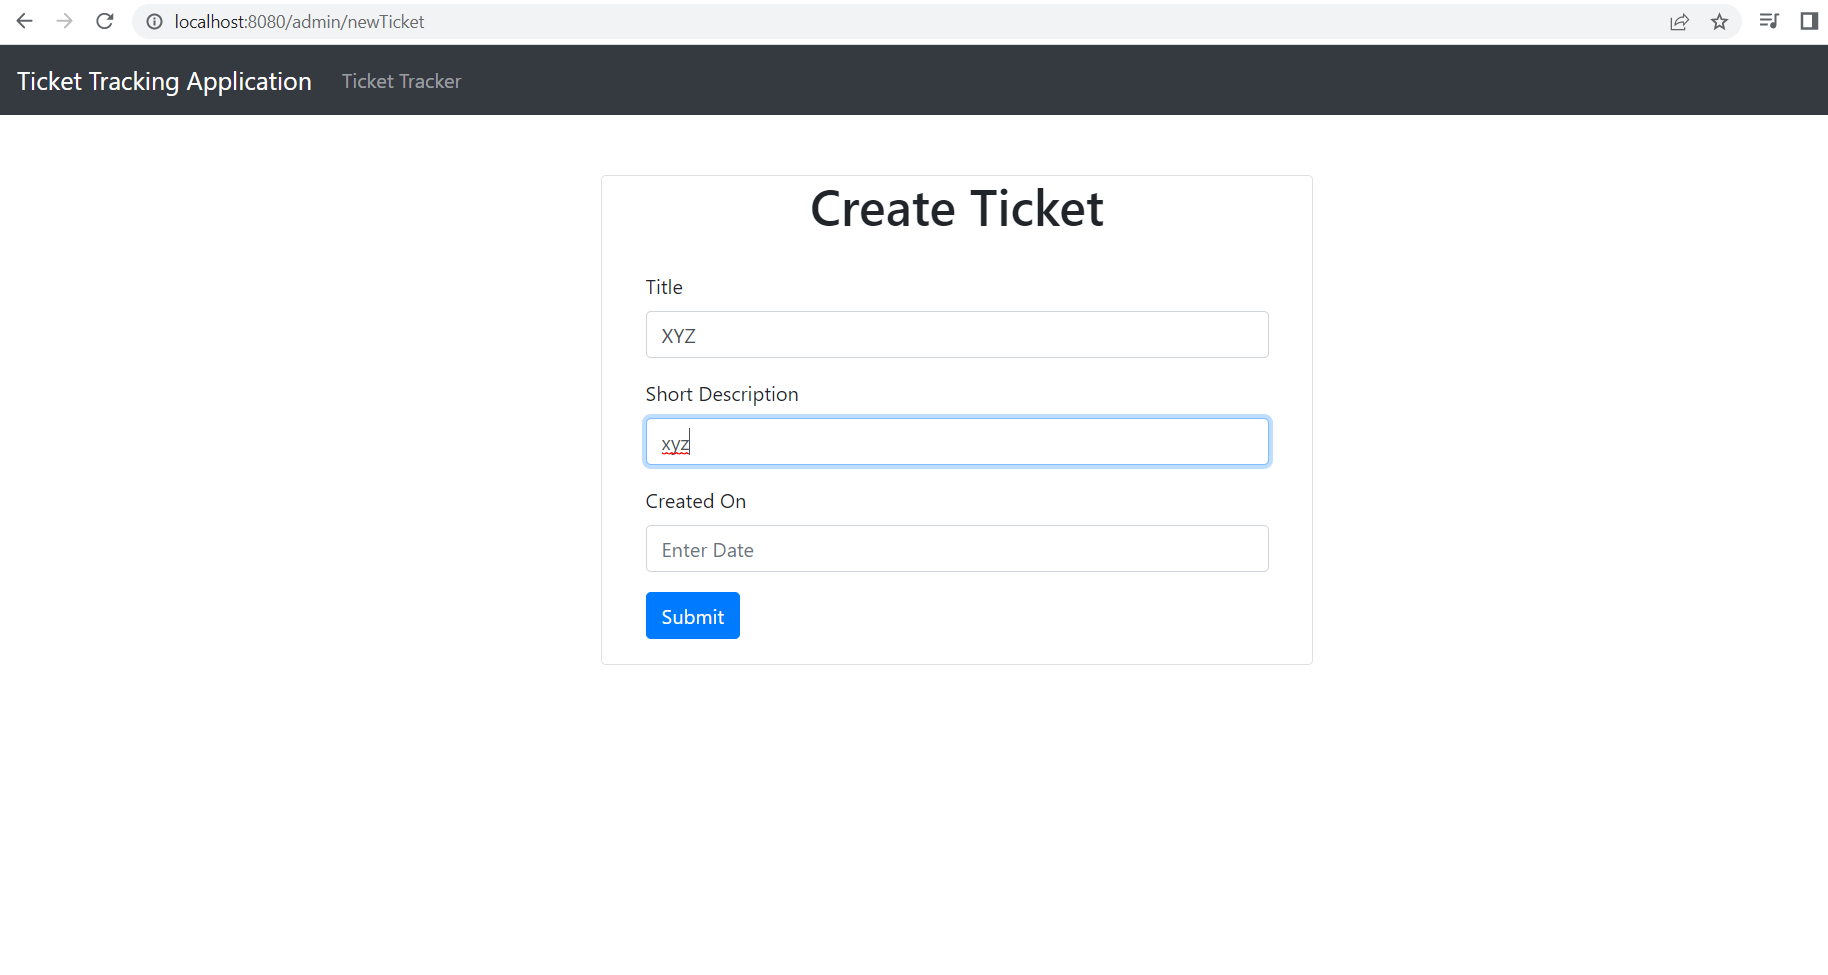 localhost:8080/admin/newTicket
Ticket Tracking Application Ticket Tracker
Create Ticket
Title
XYZ
Short Description
xyz
Created On
Enter Date
Submit